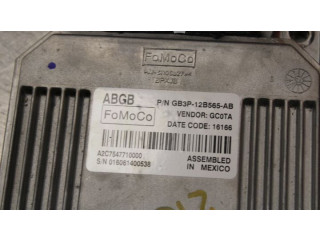 FoMoCo
ABGB
FoMoCo
P/N GB3P-12B565-AB
VENDOR: GC0TA
DATE CODE: 16166
A2C7547710000
S/N 016061400538
ASSEMBLED
IN MEXICO